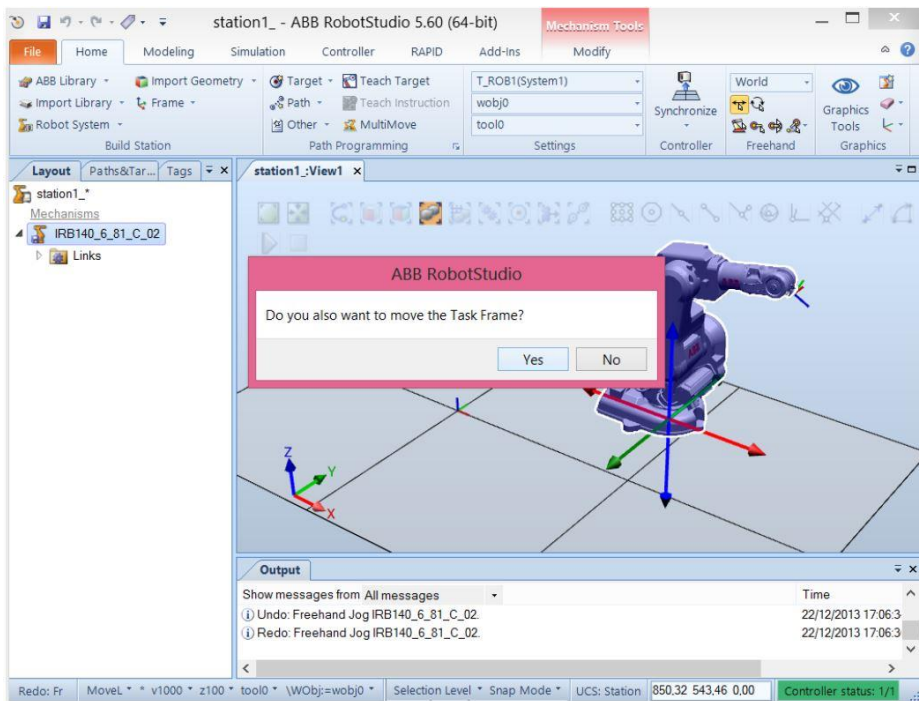 station1_ - ABB RobotStudio 5.60 (64-bit)
Mechanism Tools
File Home Modeling Simulation Controller RAPID Add-Ins Modify
ABB Library Import Geometry Target Teach Target T_ROB1(System1) World
Import Library Frame Path Teach Instruction wobj0 Synchronize Graphics
Robot System Other MultiMove tool0 Tools
Build Station Path Programming Settings Controller Freehand Graphics
Layout Paths&Tar... Tags station1_:View1
station1_*
Mechanisms
IRB140_6_81_C_02
Links
ABB RobotStudio
Do you also want to move the Task Frame?
Yes No
ABB
Z
Y
X
Output
Show messages from All messages Time
Undo: Freehand Jog IRB140_6_81_C_02. 22/12/2013 17:06:3
Redo: Freehand Jog IRB140_6_81_C_02. 22/12/2013 17:06:3
Redo: Fr MoveL * v1000 z100 tool0 \WObj:=wobj0 Selection Level Snap Mode UCS: Station 850,32 543,46 0,00 Controller status: 1/1